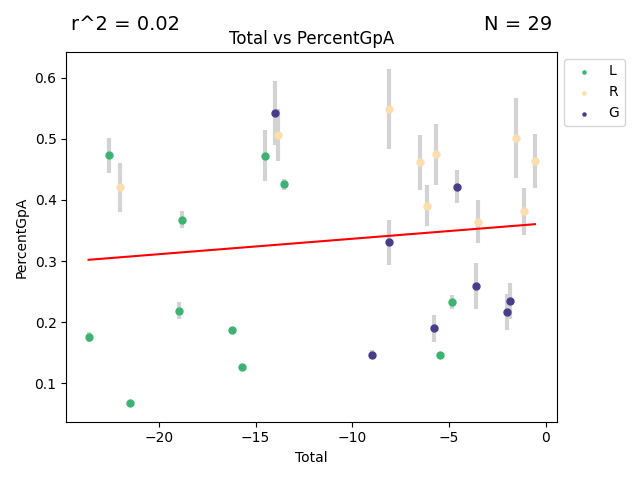 r^2 = 0.02
N = 29
Total vs PercentGpA
L
R
G
0.6
0.5
0.4
0.3
0.2
0.1
PercentGpA
−20
−15
−10
−5
0
Total